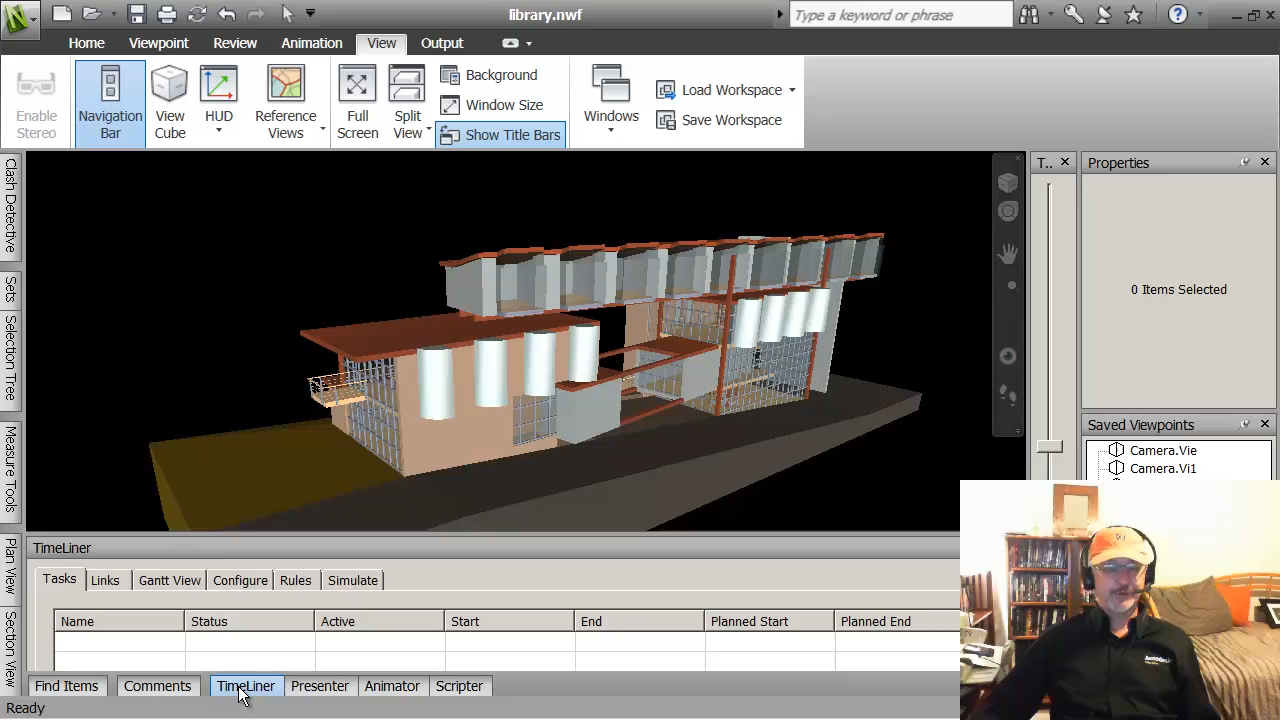 library.nwf
Type a keyword or phrase
Home
Viewpoint
Review
Animation
View
Output
Enable Stereo
Navigation Bar
View Cube
HUD
Reference Views
Full Screen
Split View
Background
Window Size
Show Title Bars
Windows
Load Workspace
Save Workspace
Clash Detective
Sets
Selection Tree
Measure Tools
Plan View
Section View
T..
Properties
0 Items Selected
Saved Viewpoints
Camera.Vie
Camera.Vi1
TimeLiner
Tasks
Links
Gantt View
Configure
Rules
Simulate
Name
Status
Active
Start
End
Planned Start
Planned End
Find Items
Comments
TimeLiner
Presenter
Animator
Scripter
Ready
Autodesk